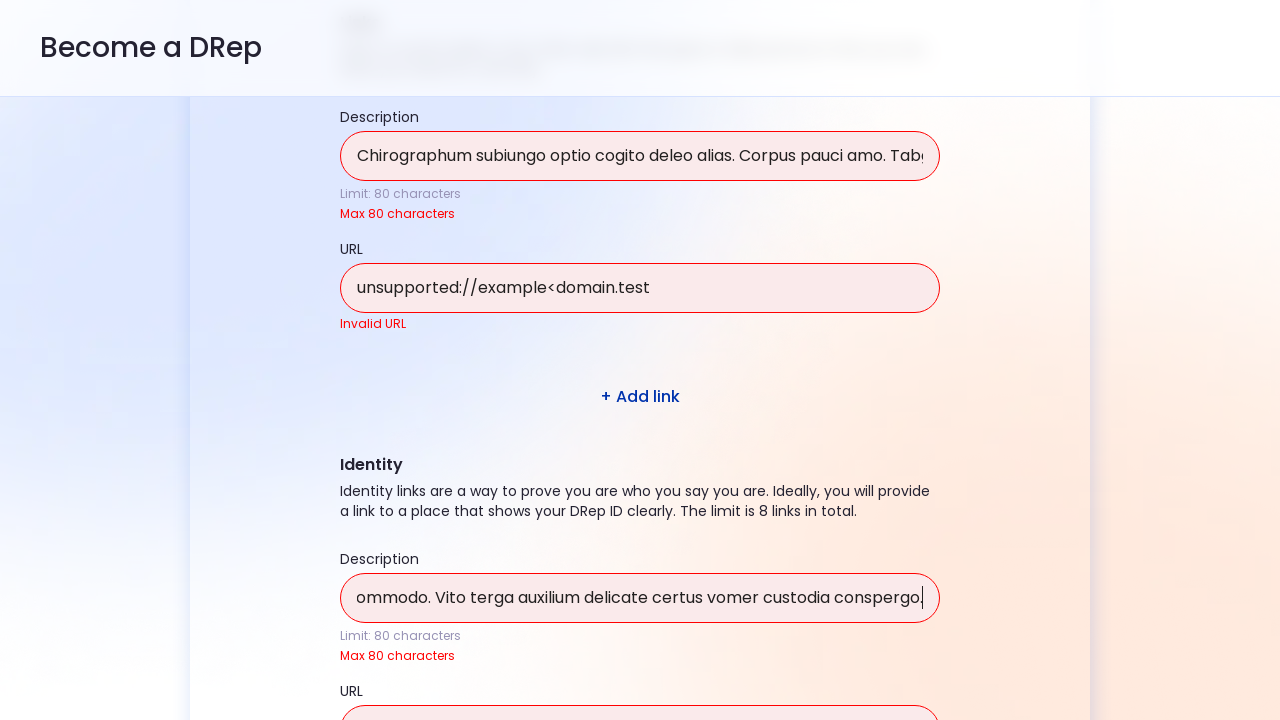 Become a DRep
Description
Chirographum subiungo optio cogito deleo alias. Corpus pauci amo.
Limit: 80 characters
Max 80 characters
URL
unsupported://example<domain.test
Invalid URL
+ Add link
Identity
Identity links are a way to prove you are who you say you are. Ideally, you will provide
a link to a place that shows your DRep ID clearly. The limit is 8 links in total.
Description
ommodo. Vito terga auxilium delicate certus vomer custodia conspergo.
Limit: 80 characters
Max 80 characters
URL